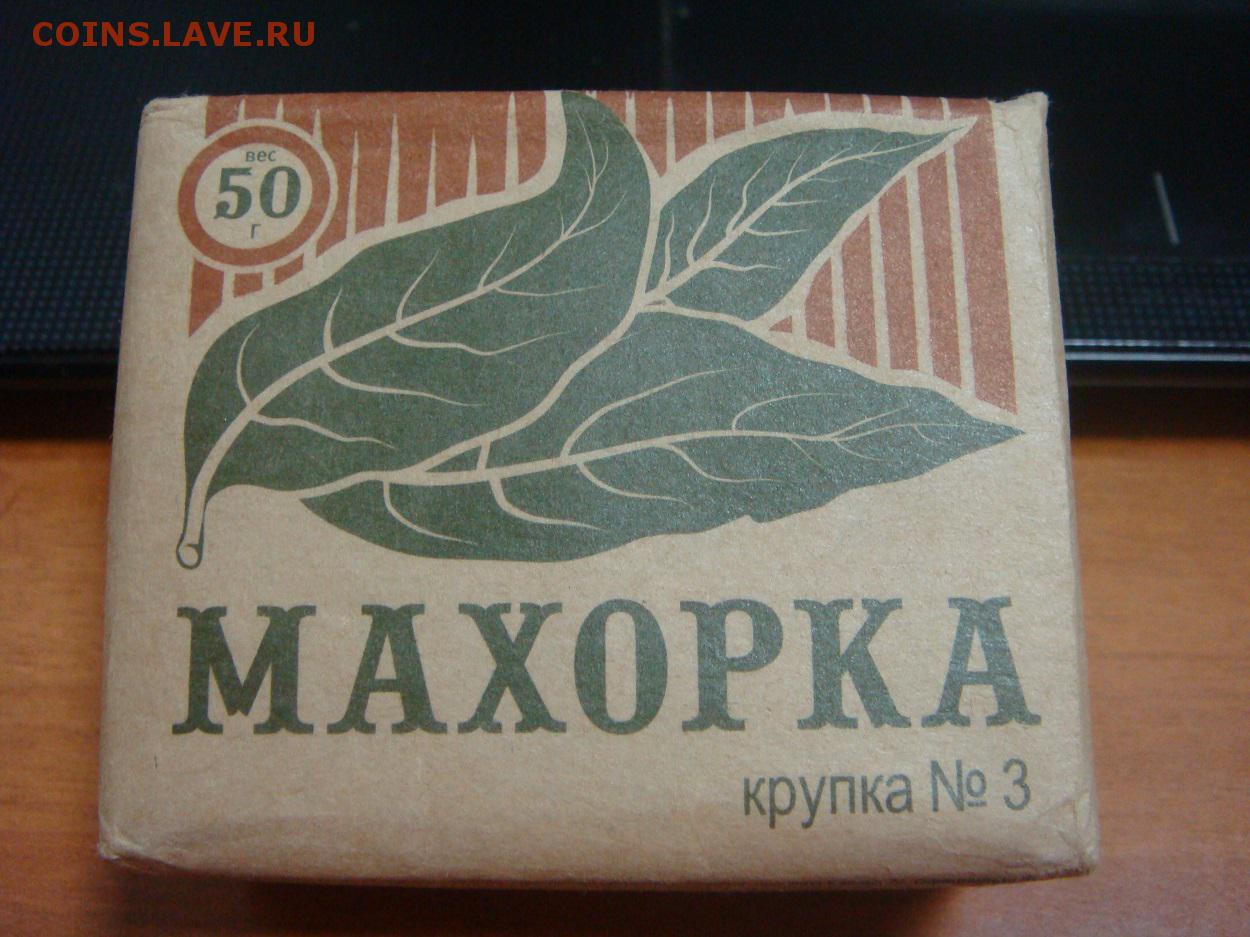 COINS.LAVE.RU
вес
50
г
МАХОРКА
крупка № 3